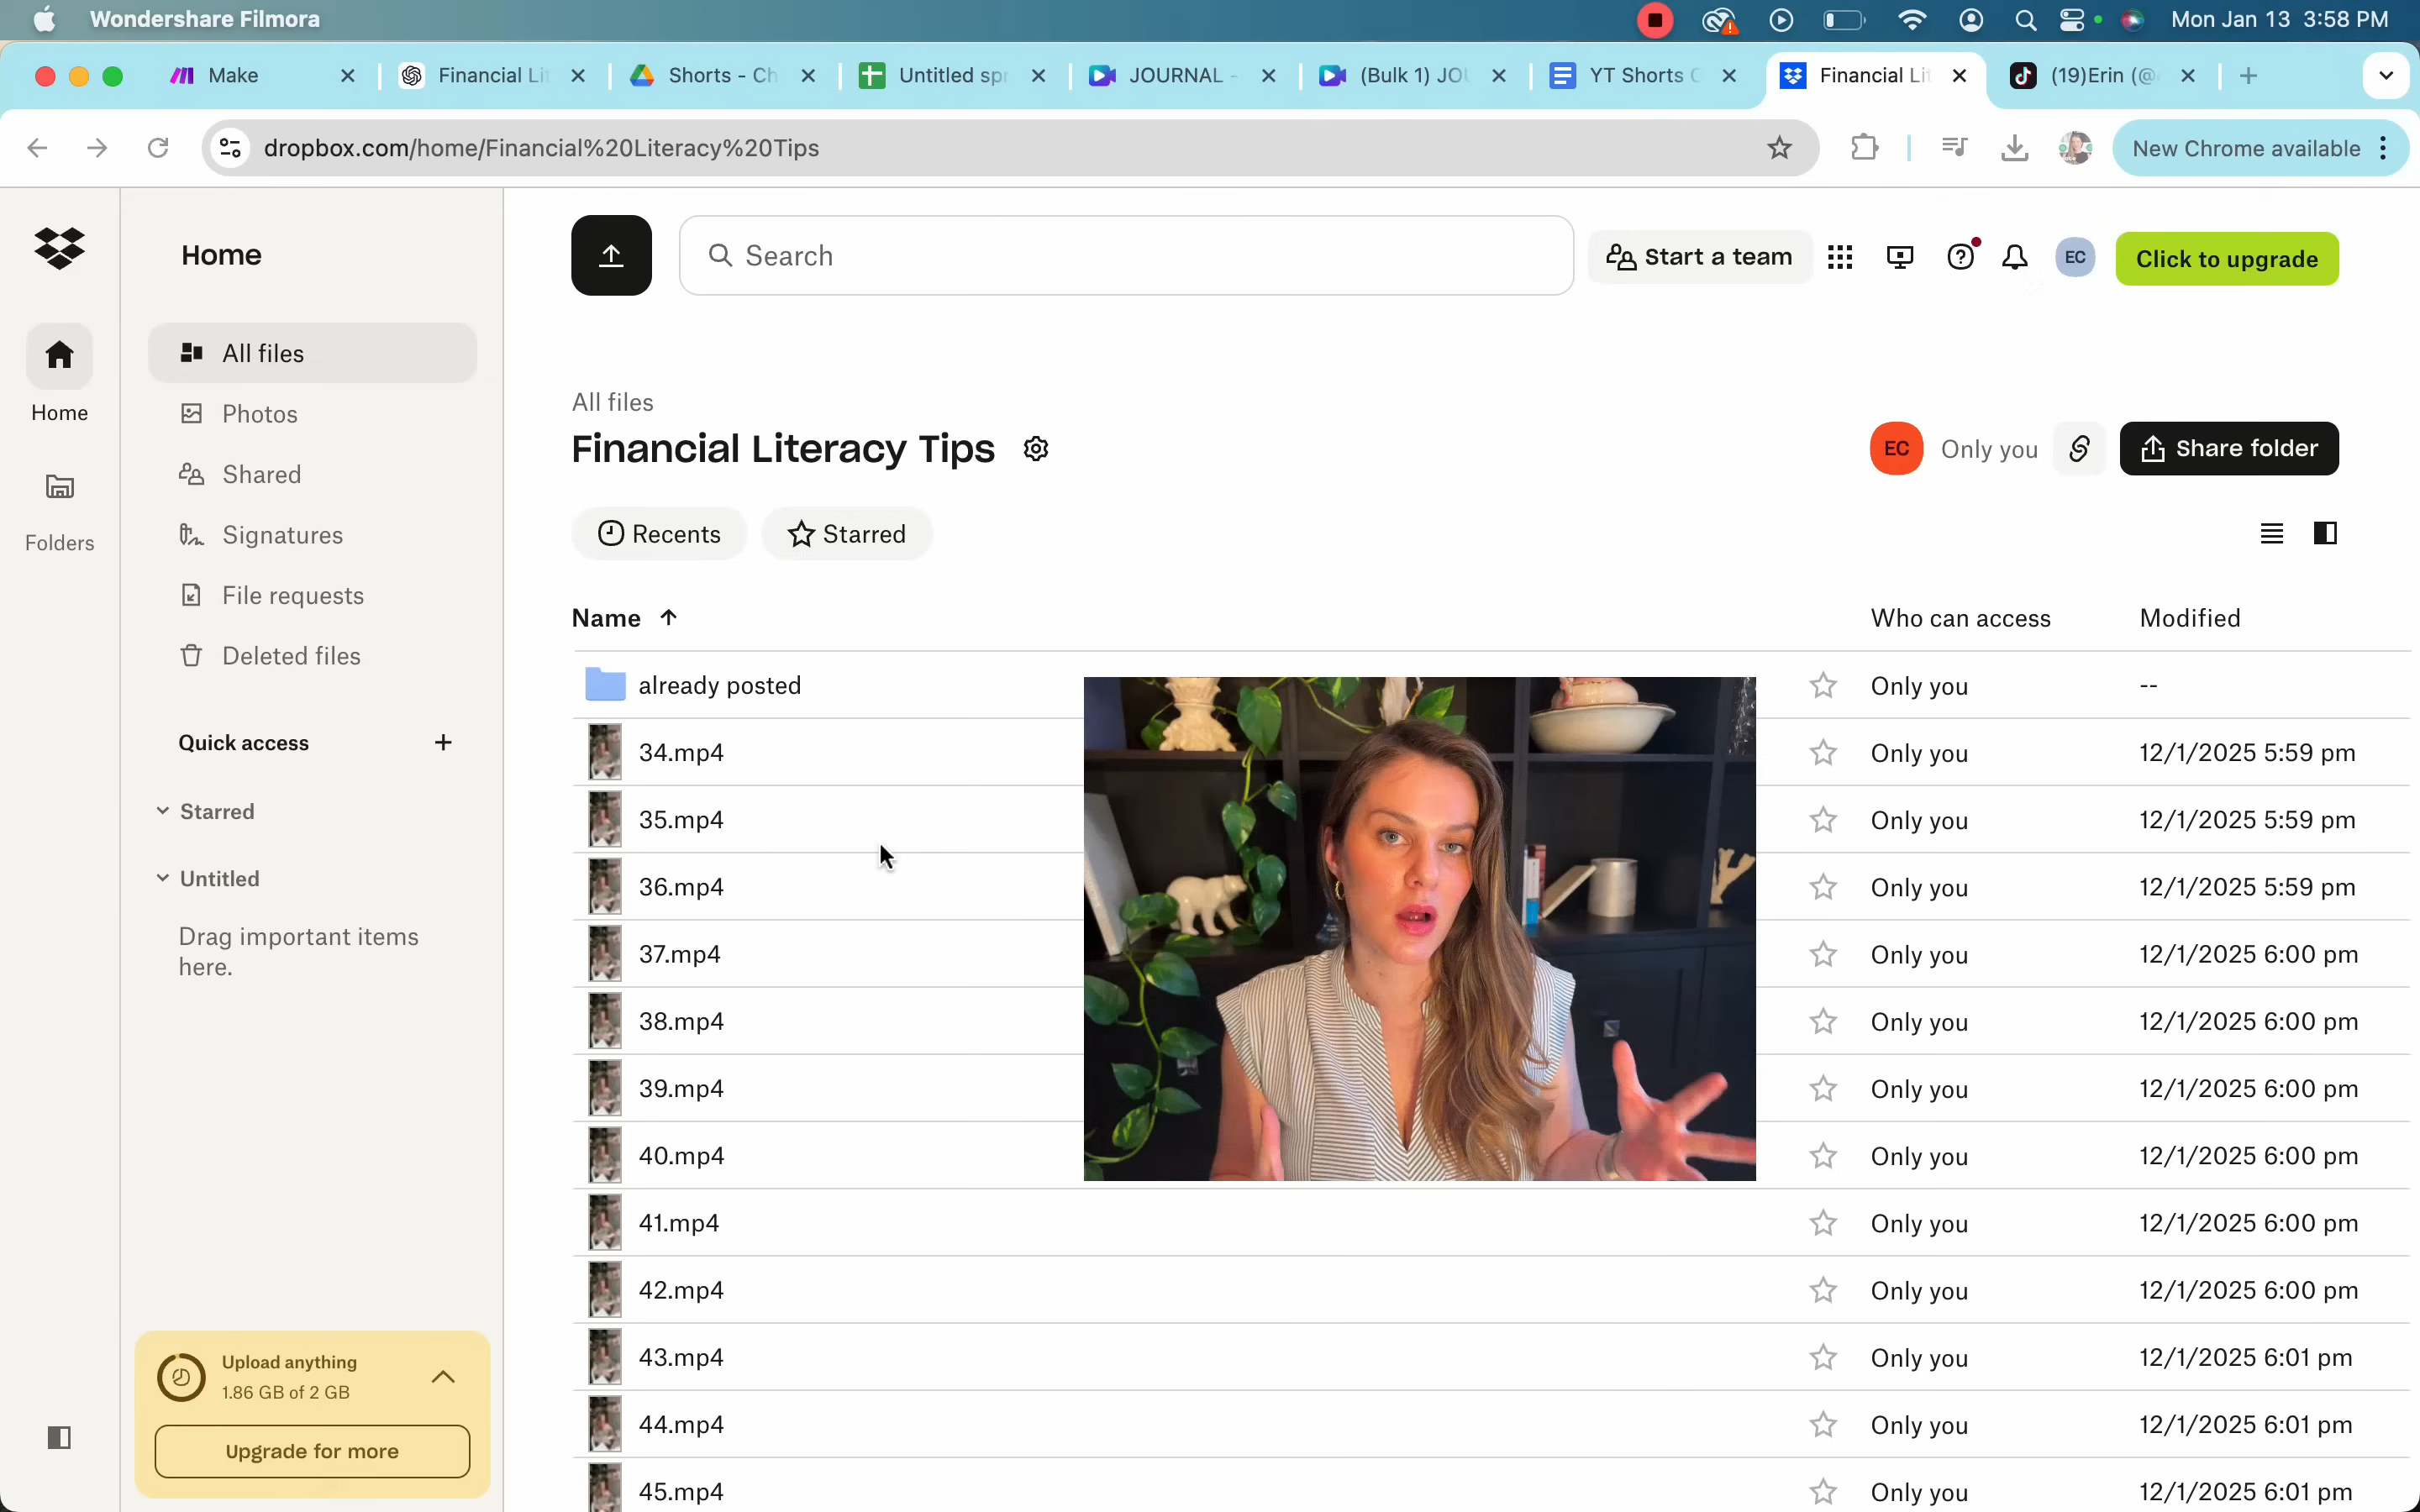 Wondershare Filmora
Mon Jan 13 3:58 PM
Make
Financial Lit
Shorts - Ch
Untitled spr
JOURNAL -
(Bulk 1) JOU
YT Shorts C
Financial Lit
(19)Erin (@
dropbox.com/home/Financial%20Literacy%20Tips
New Chrome available
Home
Search
Start a team
EC
Click to upgrade
Home
Folders
All files
Photos
Shared
Signatures
File requests
Deleted files
Quick access
Starred
Untitled
Drag important items
here.
Upload anything
1.86 GB of 2 GB
Upgrade for more
All files
Financial Literacy Tips
EC
Only you
Share folder
Recents
Starred
Name
Who can access
Modified
already posted
Only you
--
34.mp4
Only you
12/1/2025 5:59 pm
35.mp4
Only you
12/1/2025 5:59 pm
36.mp4
Only you
12/1/2025 5:59 pm
37.mp4
Only you
12/1/2025 6:00 pm
38.mp4
Only you
12/1/2025 6:00 pm
39.mp4
Only you
12/1/2025 6:00 pm
40.mp4
Only you
12/1/2025 6:00 pm
41.mp4
Only you
12/1/2025 6:00 pm
42.mp4
Only you
12/1/2025 6:00 pm
43.mp4
Only you
12/1/2025 6:01 pm
44.mp4
Only you
12/1/2025 6:01 pm
45.mp4
Only you
12/1/2025 6:01 pm